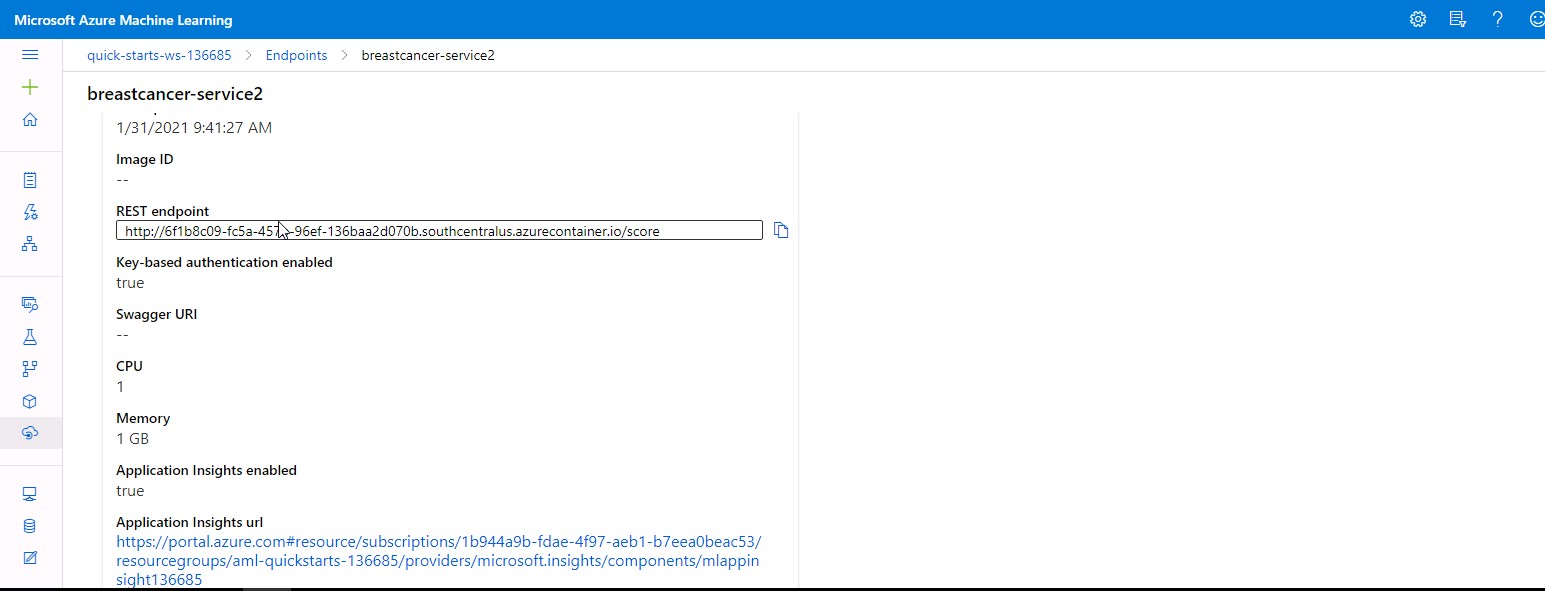 Microsoft Azure Machine Learning
quick-starts-ws-136685 > Endpoints > breastcancer-service2
breastcancer-service2
1/31/2021 9:41:27 AM
Image ID
--
REST endpoint
http://6f1b8c09-fc5a-457 -96ef-136baa2d070b.southcentralus.azurecontainer.io/score
Key-based authentication enabled
true
Swagger URI
--
CPU
1
Memory
1 GB
Application Insights enabled
true
Application Insights url
https://portal.azure.com#resource/subscriptions/1b944a9b-fdae-4f97-aeb1-b7eea0beac53/
resourcegroups/aml-quickstarts-136685/providers/microsoft.insights/components/mlappin
sight136685